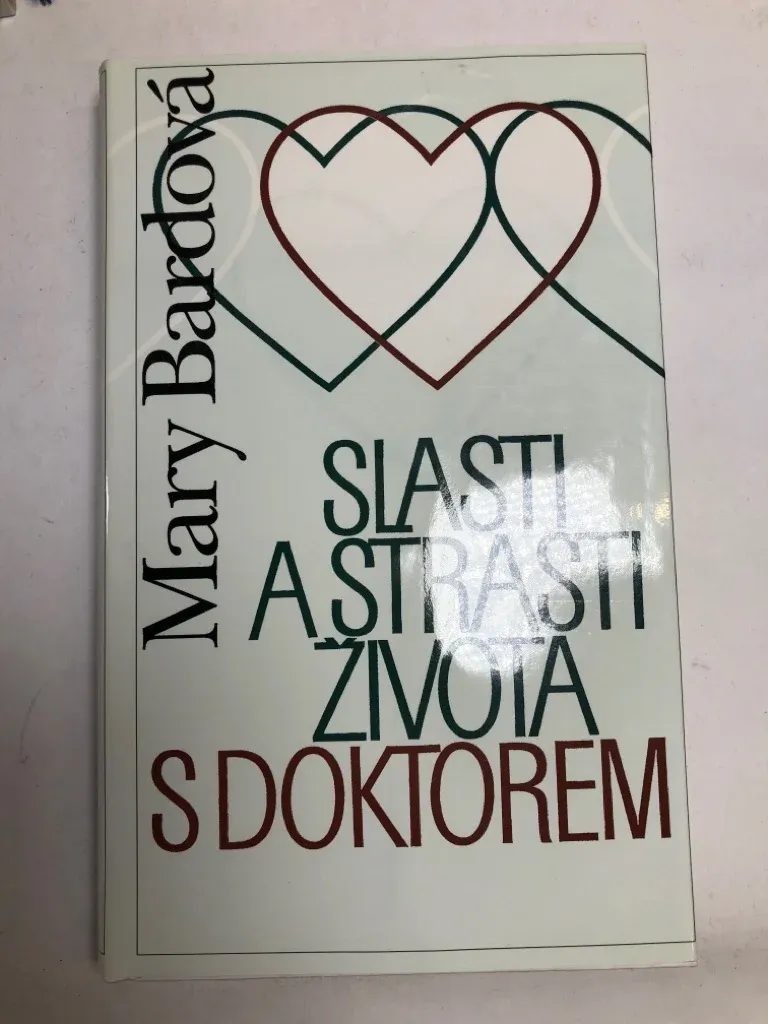 Mary Bardová
SLASTI
A STRASTI
ŽIVOTA
S DOKTOREM